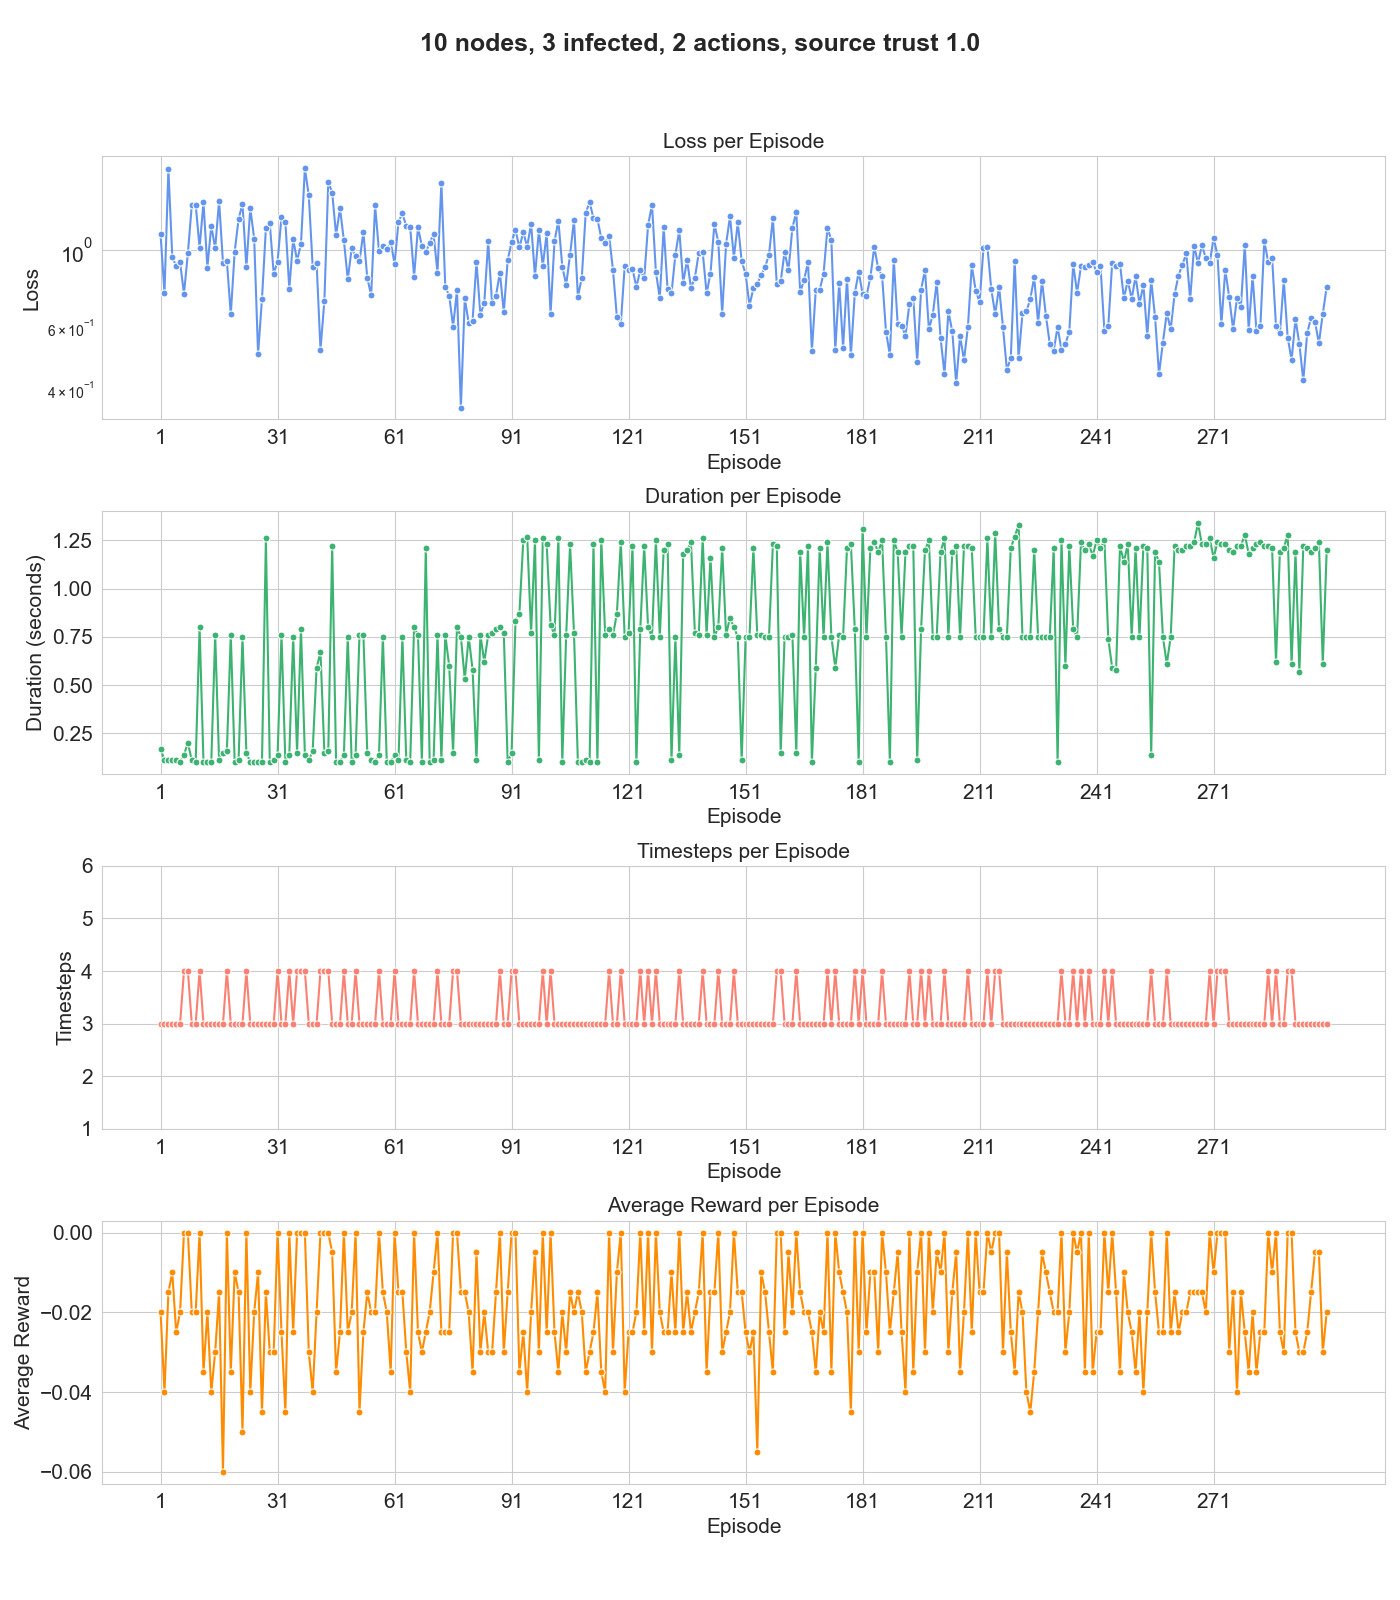 10 nodes, 3 infected, 2 actions, source trust 1.0
Loss per Episode
Loss
10⁰
6 × 10⁻¹
4 × 10⁻¹
1 31 61 91 121 151 181 211 241 271
Episode
Duration per Episode
Duration (seconds)
1.25
1.00
0.75
0.50
0.25
1 31 61 91 121 151 181 211 241 271
Episode
Timesteps per Episode
Timesteps
6
5
4
3
2
1
1 31 61 91 121 151 181 211 241 271
Episode
Average Reward per Episode
Average Reward
0.00
−0.02
−0.04
−0.06
1 31 61 91 121 151 181 211 241 271
Episode